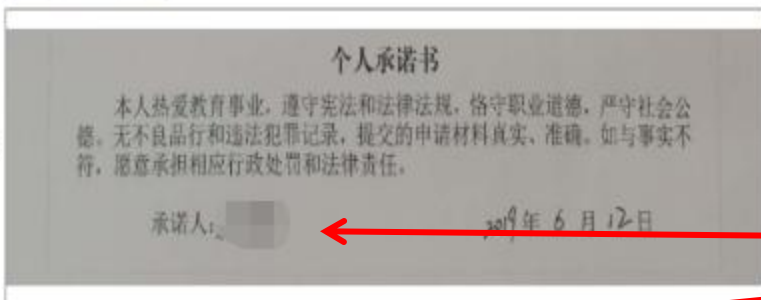 个人承诺书
本人热爱教育事业，遵守宪法和法律法规，恪守职业道德，严守社会公
德。无不良品行和违法犯罪记录，提交的申请材料真实、准确。如与事实不
符，愿意承担相应行政处罚和法律责任。
承诺人： 2019年6月12日